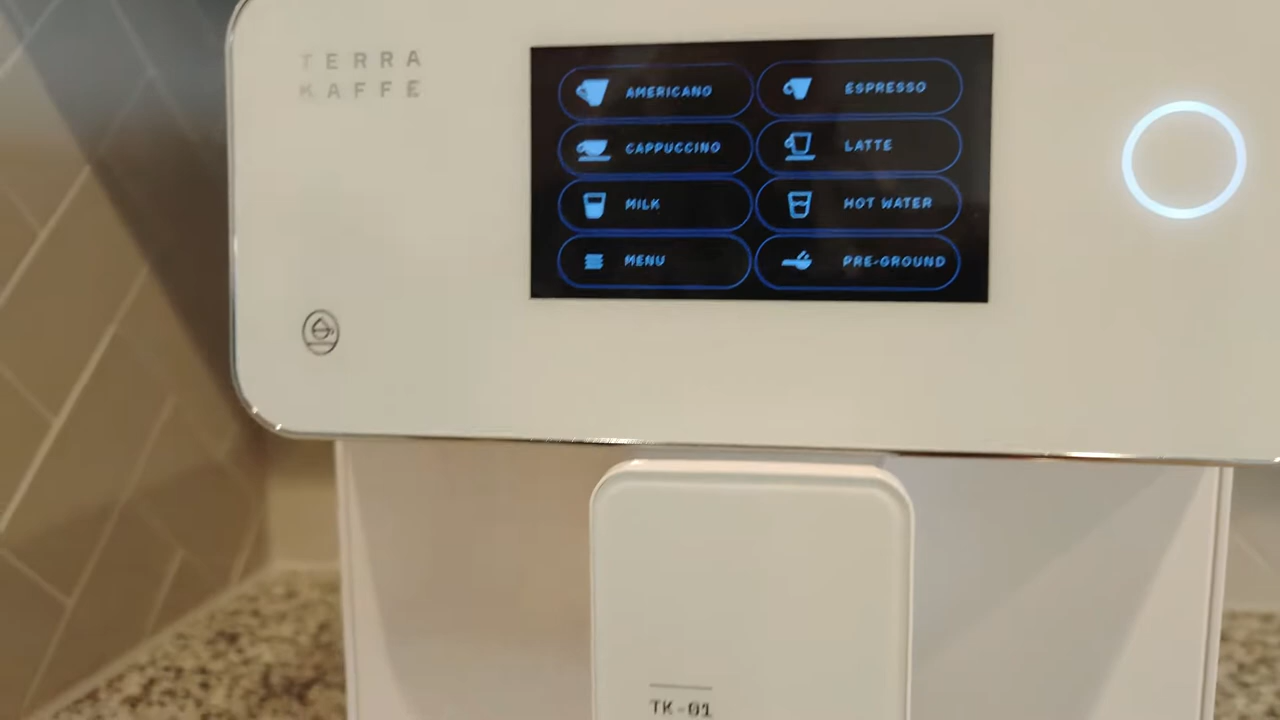 TERRA
KAFFE
AMERICANO
ESPRESSO
CAPPUCCINO
LATTE
MILK
HOT WATER
MENU
PRE-GROUND
TK-01